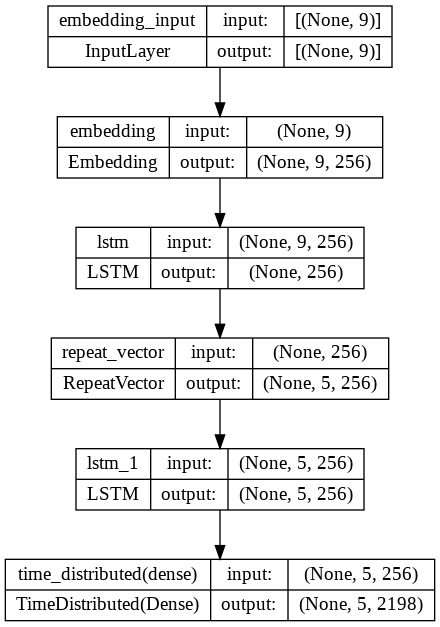 embedding_input input: [(None, 9)]
InputLayer output: [(None, 9)]
embedding input: (None, 9)
Embedding output: (None, 9, 256)
lstm input: (None, 9, 256)
LSTM output: (None, 256)
repeat_vector input: (None, 256)
RepeatVector output: (None, 5, 256)
lstm_1 input: (None, 5, 256)
LSTM output: (None, 5, 256)
time_distributed(dense) input: (None, 5, 256)
TimeDistributed(Dense) output: (None, 5, 2198)